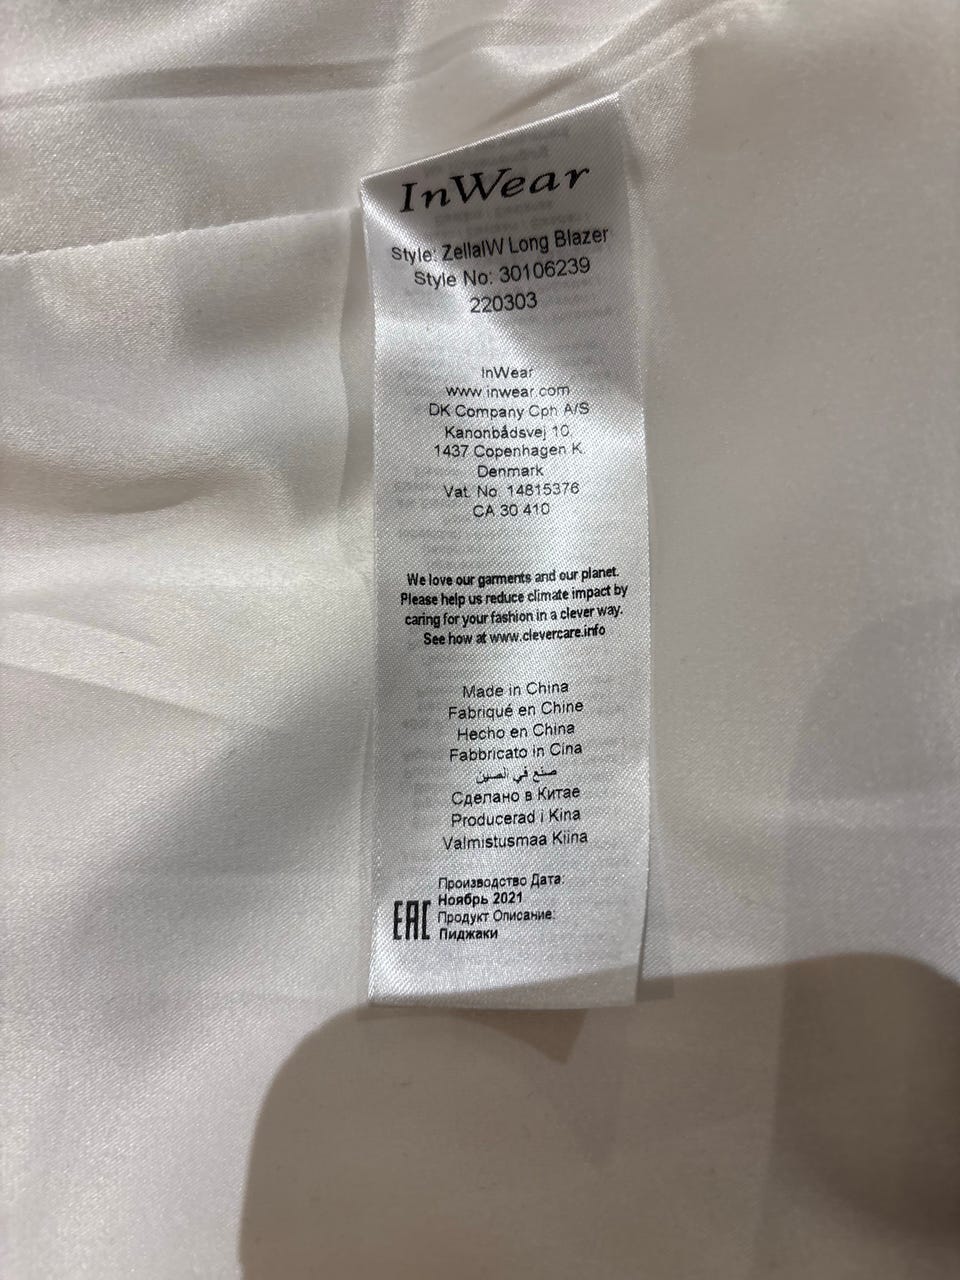 InWear
Style: ZellaIW Long Blazer
Style No: 30106239
220303
InWear
www.inwear.com
DK Company Cph A/S
Kanonbådsvej 10
1437 Copenhagen K
Denmark
Vat. No. 14815376
CA 30 410
We love our garments and our planet.
Please help us reduce climate impact by
caring for your fashion in a clever way.
See how at www.clevercare.info
Made in China
Fabriqué en Chine
Hecho en China
Fabbricato in Cina
صنع في الصين
Сделано в Китае
Producerad i Kina
Valmistusmaa Kiina
Производство Дата:
Ноябрь 2021
EAC Продукт Описание:
Пиджаки